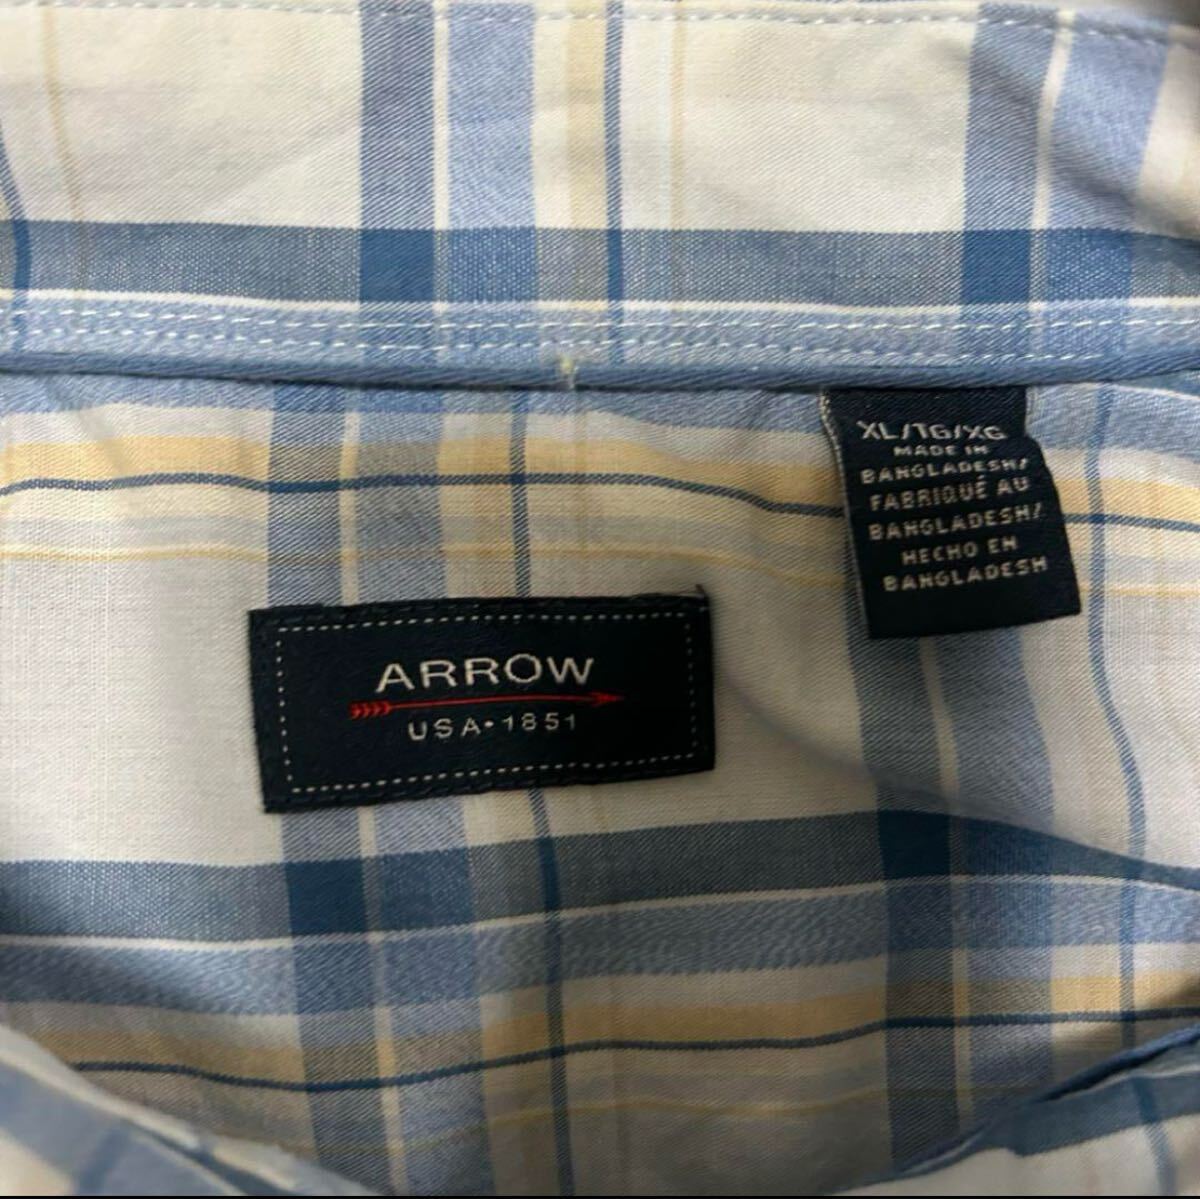 XL/TG/XG
MADE IN
BANGLADESH/
FABRIQUÉ AU
BANGLADESH/
HECHO EN
BANGLADESH
ARROW
USA•1851